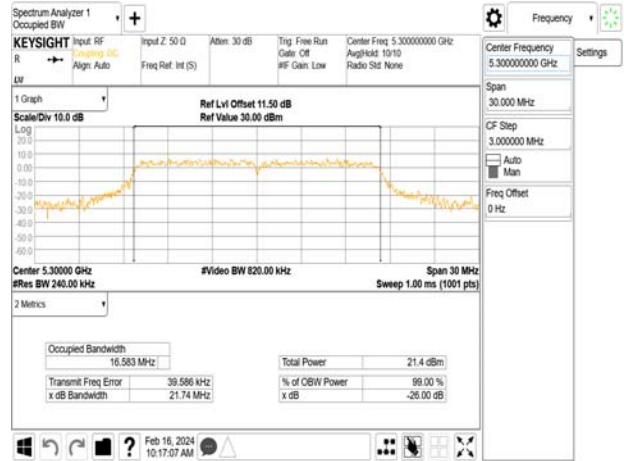 Spectrum Analyzer 1
Occupied BW
+
Frequency
KEYSIGHT Input: RF Input Z: 50 Ω Atten: 30 dB Trig: Free Run Center Freq: 5.300000000 GHz
R Coupling: DC Gate: Off Avg|Hold: 10/10
Align: Auto Freq Ref: Int (S) #IF Gain: Low Radio Std: None
LXI
Center Frequency
5.300000000 GHz
Settings
Span
30.000 MHz
CF Step
3.000000 MHz
Auto
Man
Freq Offset
0 Hz
1 Graph
Ref Lvl Offset 11.50 dB
Scale/Div 10.0 dB Ref Value 30.00 dBm
Log
20.0
10.0
0.00
-10.0
-20.0
-30.0
-40.0
-50.0
-60.0
Center 5.30000 GHz #Video BW 820.00 kHz Span 30 MHz
#Res BW 240.00 kHz Sweep 1.00 ms (1001 pts)
2 Metrics
Occupied Bandwidth
16.583 MHz Total Power 21.4 dBm
Transmit Freq Error 39.586 kHz % of OBW Power 99.00 %
x dB Bandwidth 21.74 MHz x dB -26.00 dB
? Feb 16, 2024
10:17:07 AM